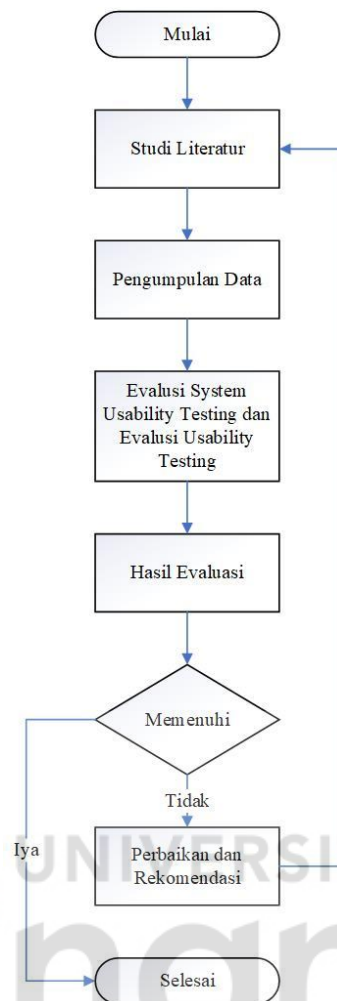 Mulai
Studi Literatur
Pengumpulan Data
Evalusi System
Usability Testing dan
Evalusi Usability
Testing
Hasil Evaluasi
Memenuhi
Tidak
Iya
Perbaikan dan
Rekomendasi
Selesai